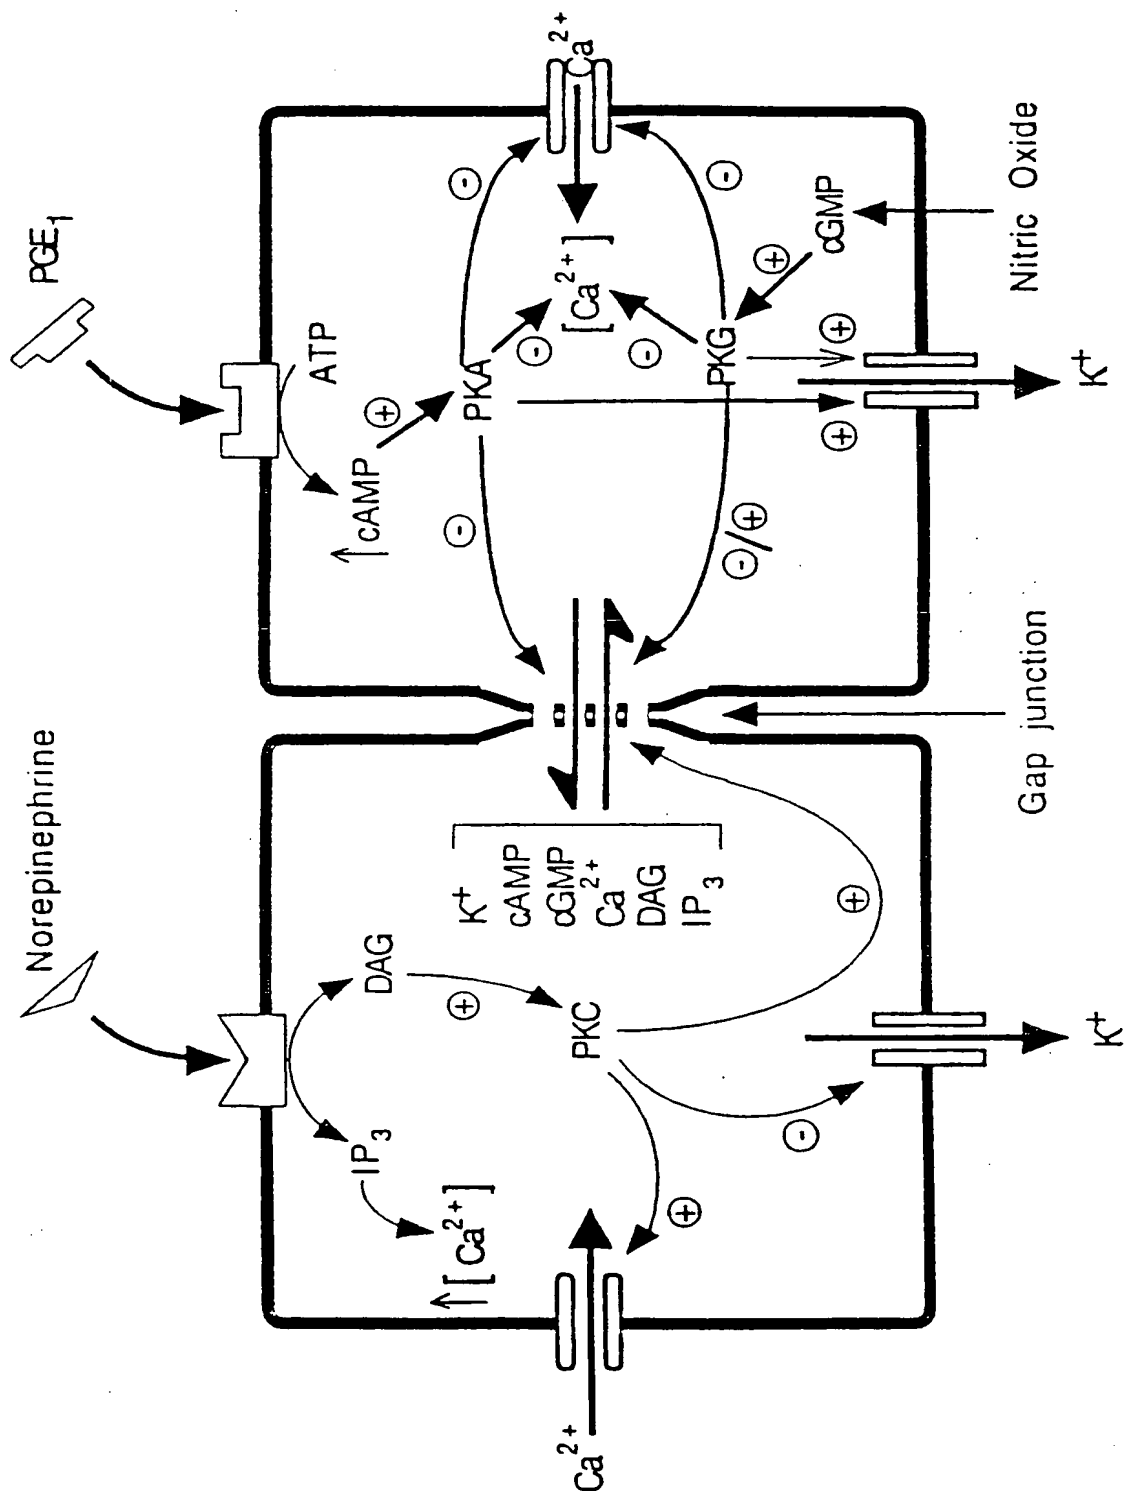 Norepinephrine
PGE₁
IP₃
DAG
↑[Ca²⁺]
⊕
PKC
⊕
⊖
⊕
Ca²⁺
K⁺
K⁺
cAMP
cGMP
Ca²⁺
DAG
IP₃
Gap junction
ATP
↑cAMP
⊕
PKA
⊖
⊖
⊖
[Ca²⁺]
Ca²⁺
⊖
⊖
PKG
⊖/⊕
⊕
⊕
⊕
cGMP
K⁺
Nitric Oxide